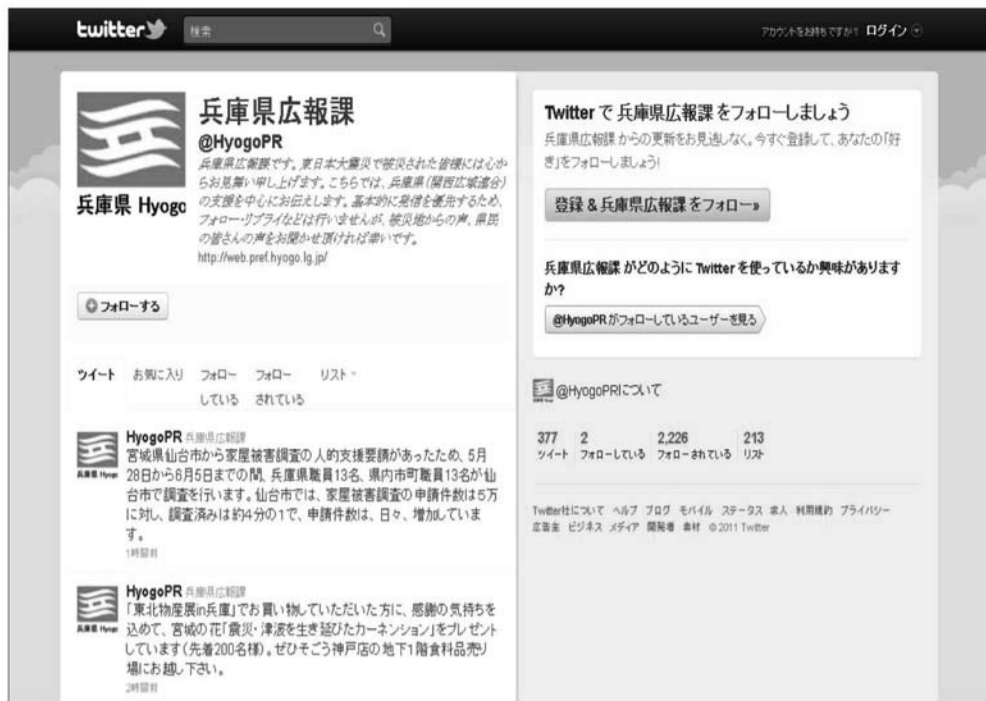 twitter
検索
アカウントをお持ちですか? ログイン
兵庫県 Hyogo
兵庫県広報課
@HyogoPR
兵庫県広報課です。東日本大震災で被災された皆様には心か
らお見舞い申し上げます。こちらでは、兵庫県(関西広域連合)
の支援を中心にお伝えします。基本的に発信を優先するため、
フォロー・リプライなどは行いませんが、被災地からの声、県民
の皆さんの声をお聞かせ頂ければ幸いです。
http://web.pref.hyogo.lg.jp/
フォローする
ツイート お気に入り フォロー フォロー リスト
している されている
HyogoPR 兵庫県広報課
宮城県仙台市から家屋被害調査の人的支援要請があったため、5月
28日から6月5日までの間、兵庫県職員13名、県内市町職員13名が仙
台市で調査を行います。仙台市では、家屋被害調査の申請件数は5万
に対し、調査済みは約4分の1で、申請件数は、日々、増加していま
す。
1時間前
兵庫県 Hyogo
HyogoPR 兵庫県広報課
「東北物産展in兵庫」でお買い物していただいた方に、感謝の気持ちを
込めて、宮城の花「震災・津波を生き延びたカーネンション」をプレゼント
しています(先着200名様)。ぜひそごう神戸店の地下1階食料品売り
場にお越し下さい。
2時間前
兵庫県 Hyogo
Twitter で 兵庫県広報課 をフォローしましょう
兵庫県広報課 からの更新をお見逃しなく。今すぐ登録して、あなたの「好
き」をフォローしましょう!
登録 & 兵庫県広報課 をフォロー»
兵庫県広報課 がどのように Twitter を使っているか興味があります
か?
@HyogoPR がフォローしているユーザーを見る
@HyogoPRについて
377 2 2,226 213
ツイート フォローしている フォローされている リスト
Twitter社について ヘルプ ブログ モバイル ステータス 求人 利用規約 プライバシー
広告主 ビジネス メディア 開発者 素材 © 2011 Twitter